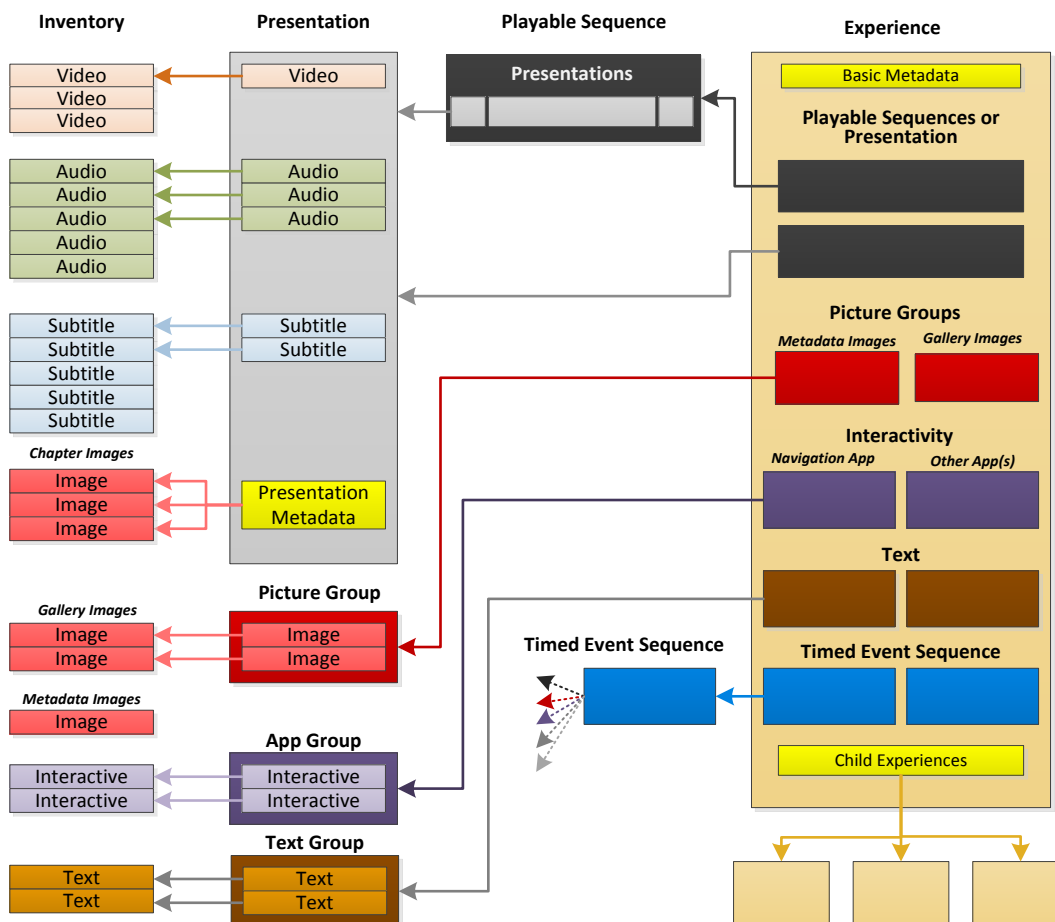 Inventory
Video
Video
Video
Audio
Audio
Audio
Audio
Audio
Subtitle
Subtitle
Subtitle
Subtitle
Subtitle
Chapter Images
Image
Image
Image
Gallery Images
Image
Image
Metadata Images
Image
Interactive
Interactive
Text
Text
Presentation
Video
Audio
Audio
Audio
Subtitle
Subtitle
Presentation
Metadata
Picture Group
Image
Image
App Group
Interactive
Interactive
Text Group
Text
Text
Playable Sequence
Presentations
Timed Event Sequence
Experience
Basic Metadata
Playable Sequences or
Presentation
Picture Groups
Metadata Images
Gallery Images
Interactivity
Navigation App
Other App(s)
Text
Timed Event Sequence
Child Experiences